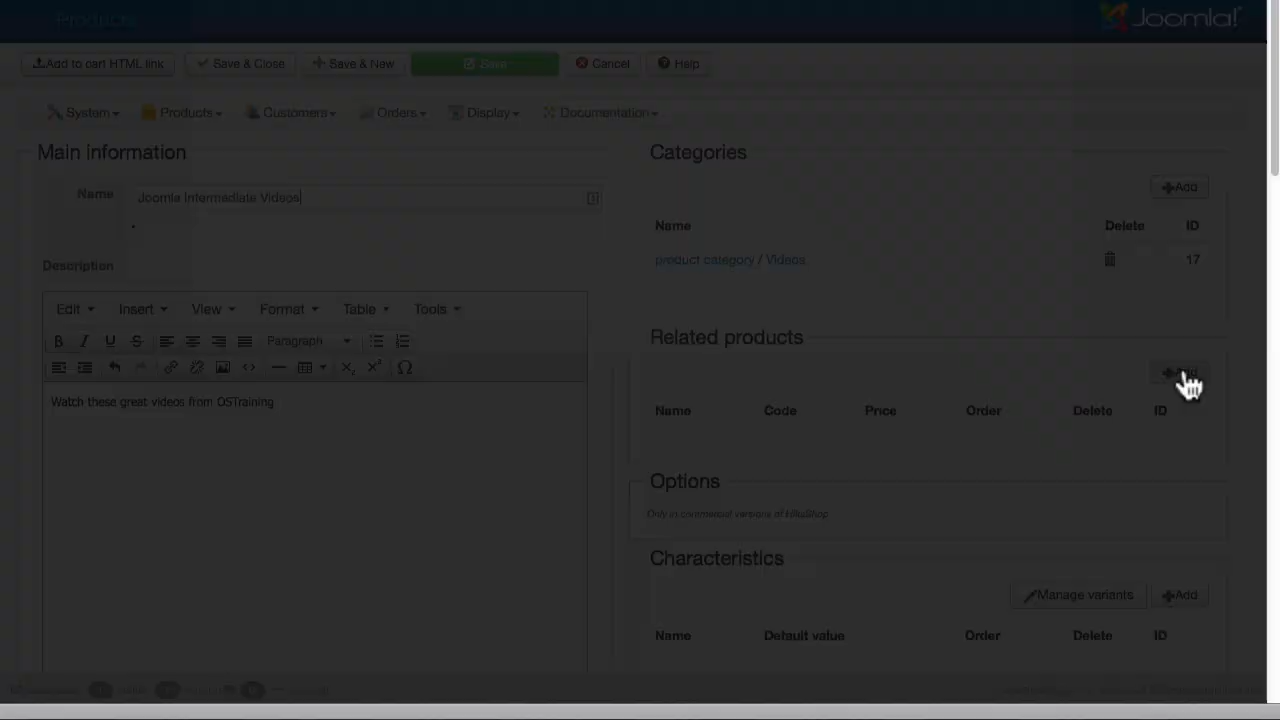 Products
Joomla!
Add to cart HTML link
Save & Close
Save & New
Save
Cancel
Help
System
Products
Customers
Orders
Display
Documentation
Main information
Name
Joomla Intermediate Videos
Description
Edit
Insert
View
Format
Table
Tools
Paragraph
Watch these great videos from OSTraining
Categories
Add
Name Delete ID
product category / Videos 17
Related products
Add
Name Code Price Order Delete ID
Options
Only in commercial versions of HikaShop
Characteristics
Manage variants
Add
Name Default value Order Delete ID